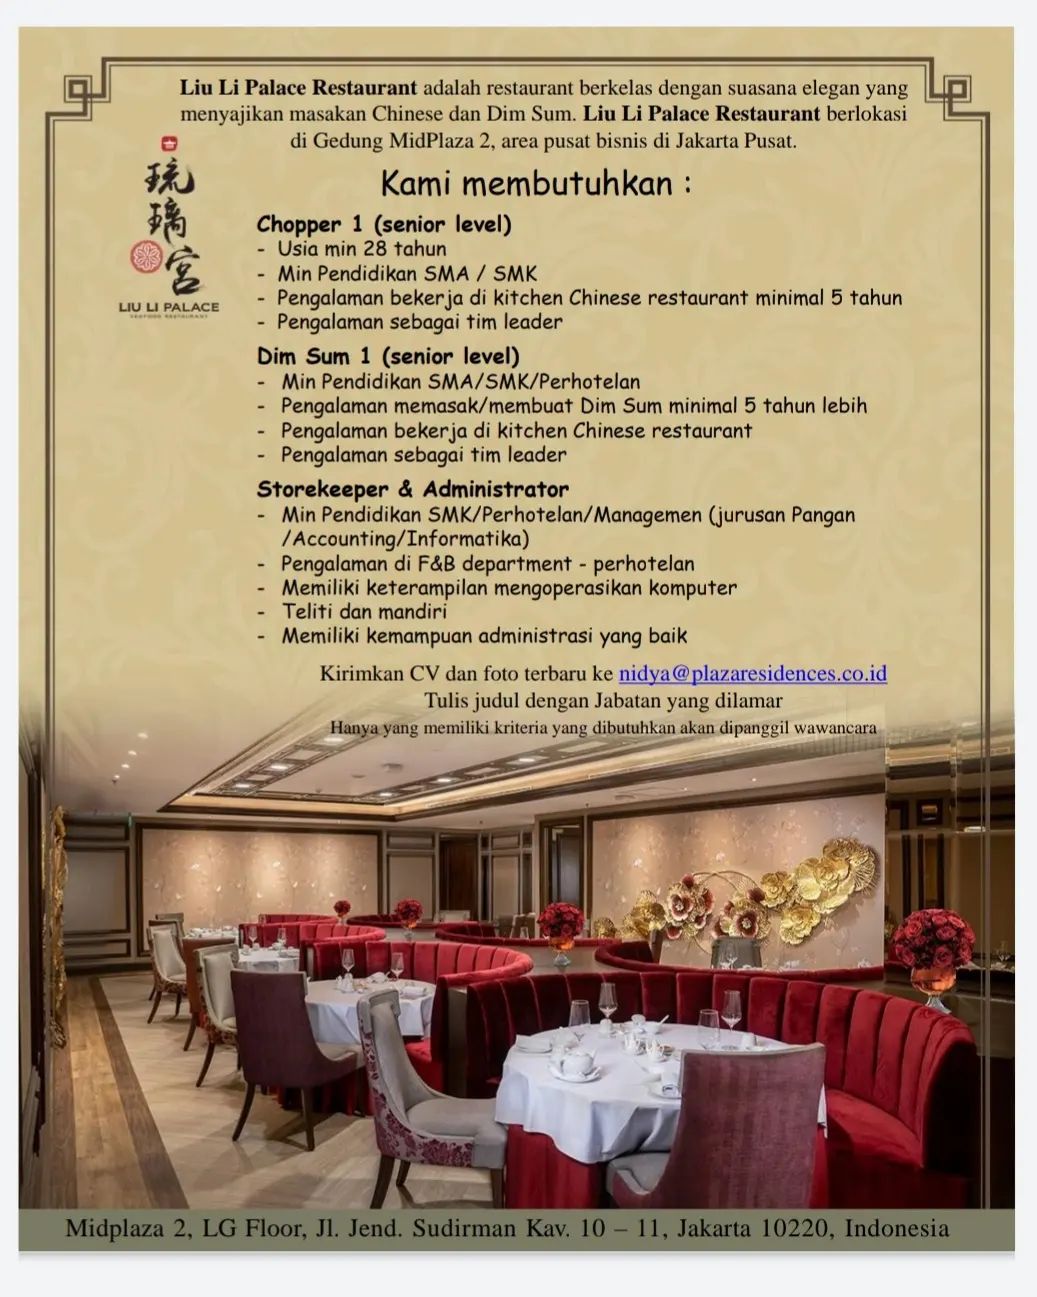 Liu Li Palace Restaurant adalah restaurant berkelas dengan suasana elegan yang
menyajikan masakan Chinese dan Dim Sum. Liu Li Palace Restaurant berlokasi
di Gedung MidPlaza 2, area pusat bisnis di Jakarta Pusat.
琉
璃
宮
LIU LI PALACE
SEAFOOD RESTAURANT
Kami membutuhkan :
Chopper 1 (senior level)
- Usia min 28 tahun
- Min Pendidikan SMA / SMK
- Pengalaman bekerja di kitchen Chinese restaurant minimal 5 tahun
- Pengalaman sebagai tim leader
Dim Sum 1 (senior level)
- Min Pendidikan SMA/SMK/Perhotelan
- Pengalaman memasak/membuat Dim Sum minimal 5 tahun lebih
- Pengalaman bekerja di kitchen Chinese restaurant
- Pengalaman sebagai tim leader
Storekeeper & Administrator
- Min Pendidikan SMK/Perhotelan/Managemen (jurusan Pangan
/Accounting/Informatika)
- Pengalaman di F&B department - perhotelan
- Memiliki keterampilan mengoperasikan komputer
- Teliti dan mandiri
- Memiliki kemampuan administrasi yang baik
Kirimkan CV dan foto terbaru ke nidya@plazaresidences.co.id
Tulis judul dengan Jabatan yang dilamar
Hanya yang memiliki kriteria yang dibutuhkan akan dipanggil wawancara
Midplaza 2, LG Floor, Jl. Jend. Sudirman Kav. 10 – 11, Jakarta 10220, Indonesia